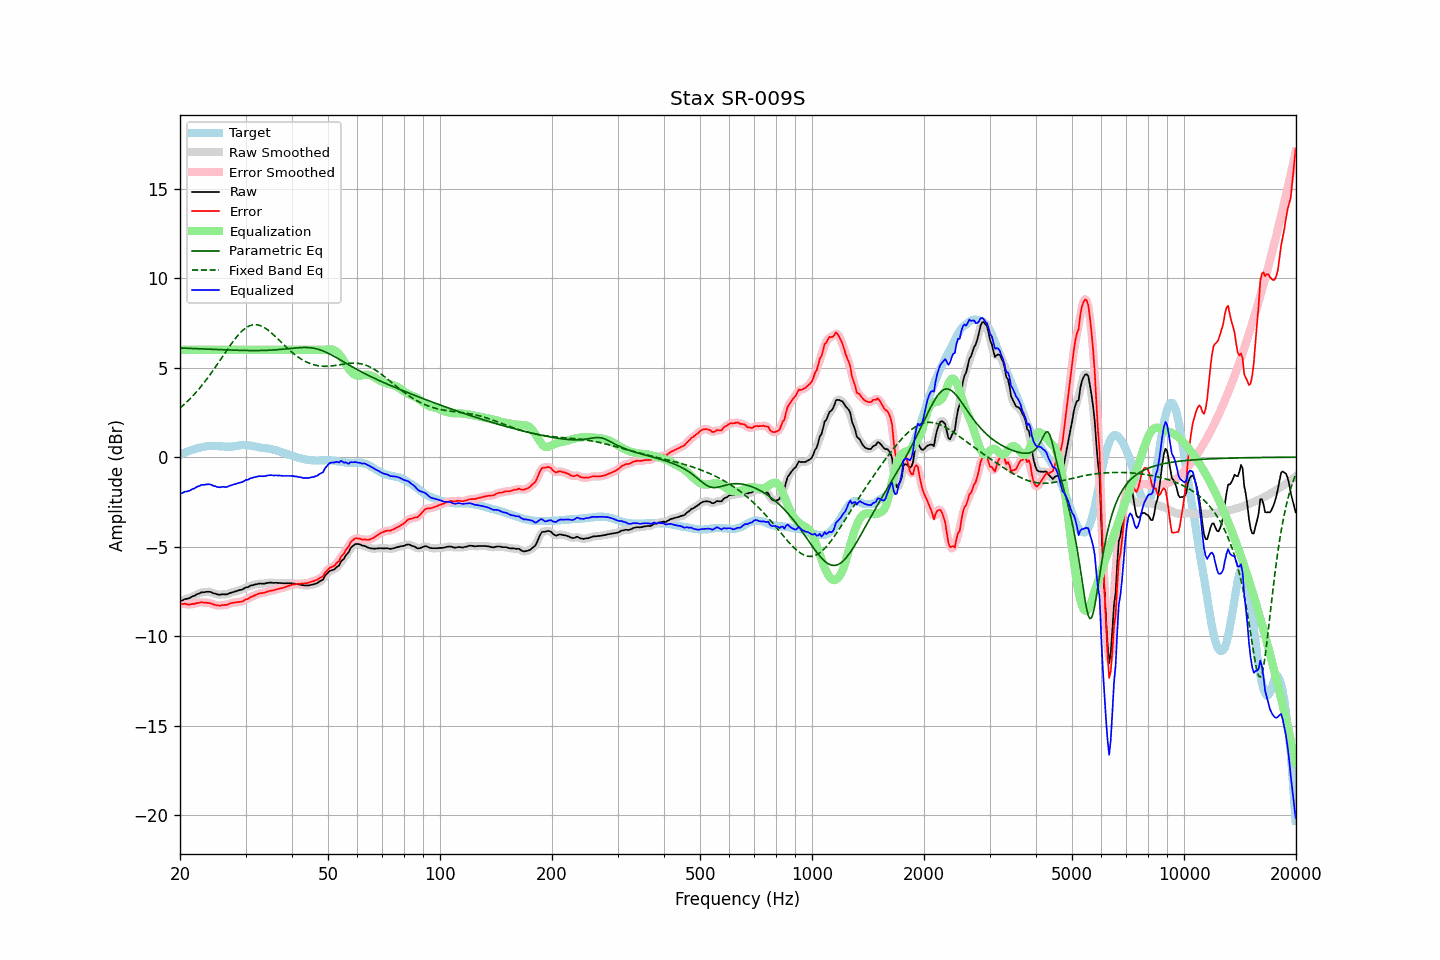 Stax SR-009S
Target
Raw Smoothed
Error Smoothed
Raw
Error
Equalization
Parametric Eq
Fixed Band Eq
Equalized
15
10
5
0
−5
−10
−15
−20
Amplitude (dBr)
20 50 100 200 500 1000 2000 5000 10000 20000
Frequency (Hz)